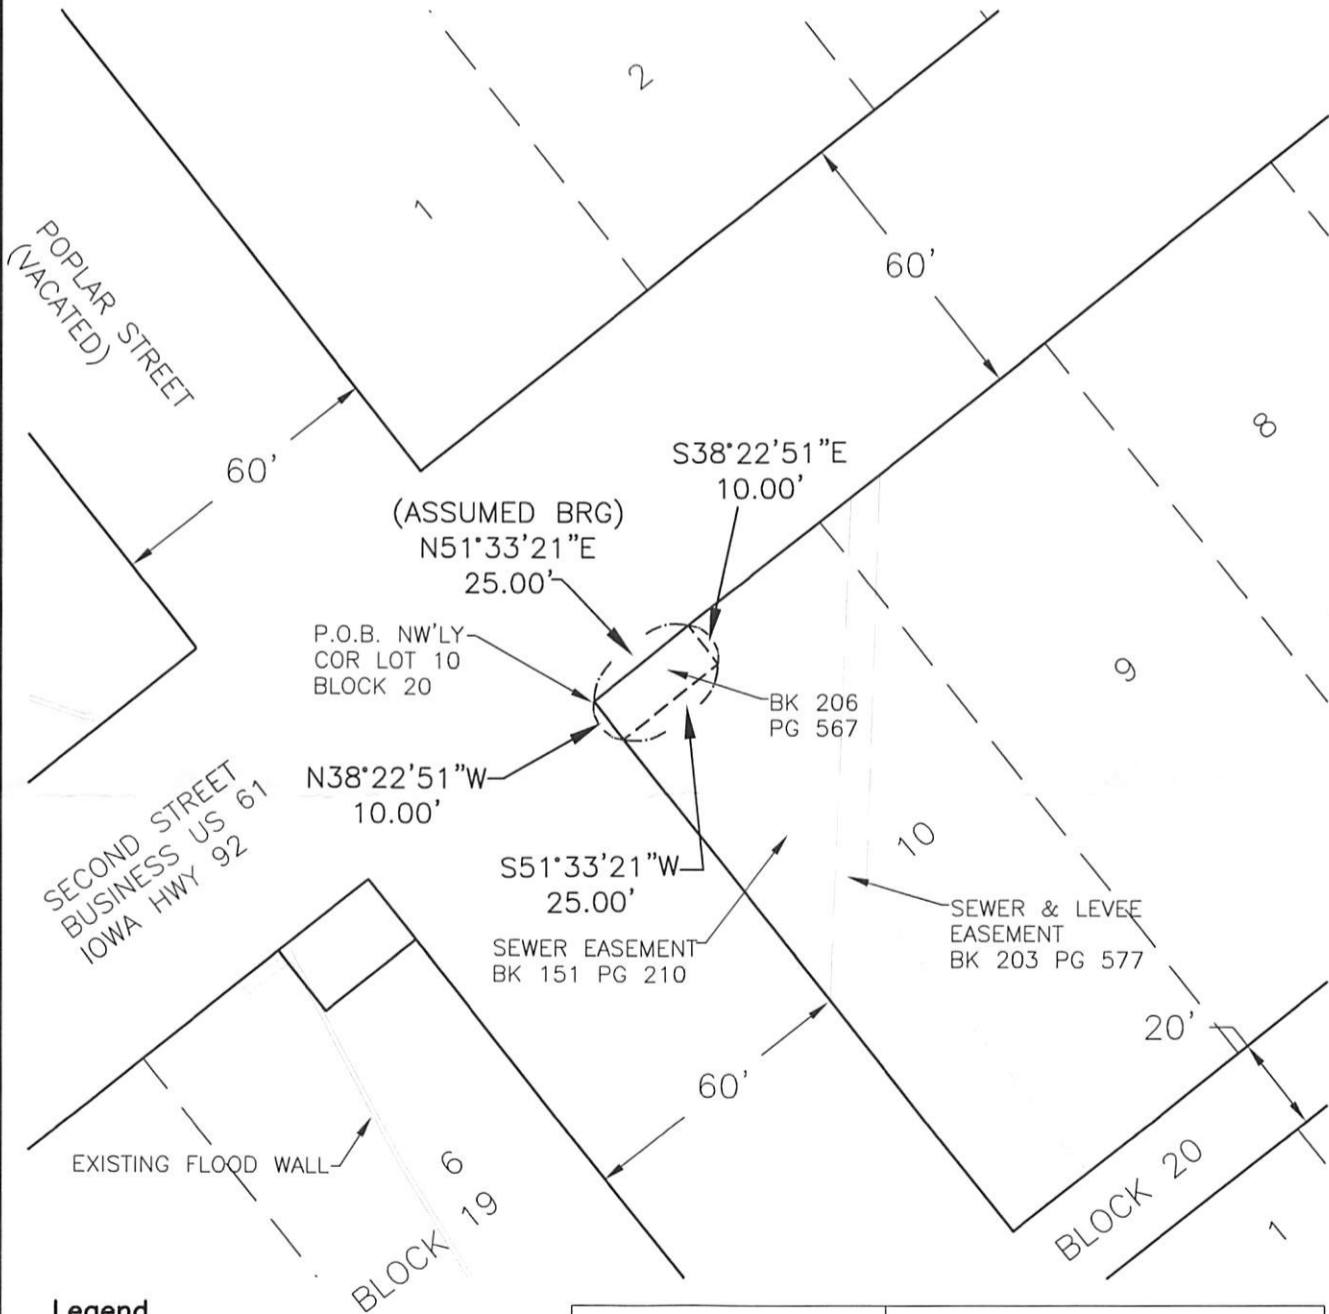 2
1
POPLAR STREET
(VACATED)
60'
60'
8
S38°22'51"E
10.00'
(ASSUMED BRG)
N51°33'21"E
25.00'
P.O.B. NW'LY
COR LOT 10
BLOCK 20
9
BK 206
PG 567
N38°22'51"W
10.00'
SECOND STREET
BUSINESS US 61
IOWA HWY 92
10
S51°33'21"W
25.00'
SEWER EASEMENT
BK 151 PG 210
SEWER & LEVEE
EASEMENT
BK 203 PG 577
20'
60'
EXISTING FLOOD WALL
6
BLOCK 19
BLOCK 20
1
Legend